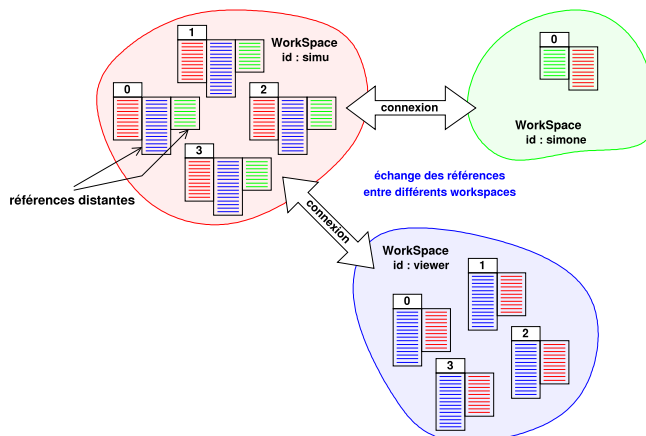 1
WorkSpace
id : simu
0
2
3
références distantes
connexion
0
WorkSpace
id : simone
échange des références
entre différents workspaces
connexion
WorkSpace
id : viewer
1
0
2
3